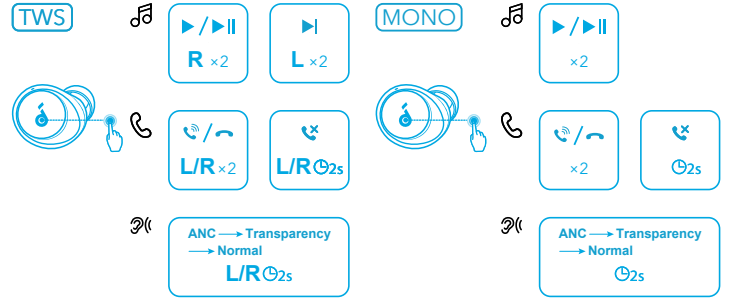 TWS
R ×2
L ×2
L/R ×2
L/R 2s
ANC → Transparency
→ Normal
L/R 2s
MONO
×2
×2
2s
ANC → Transparency
→ Normal
2s